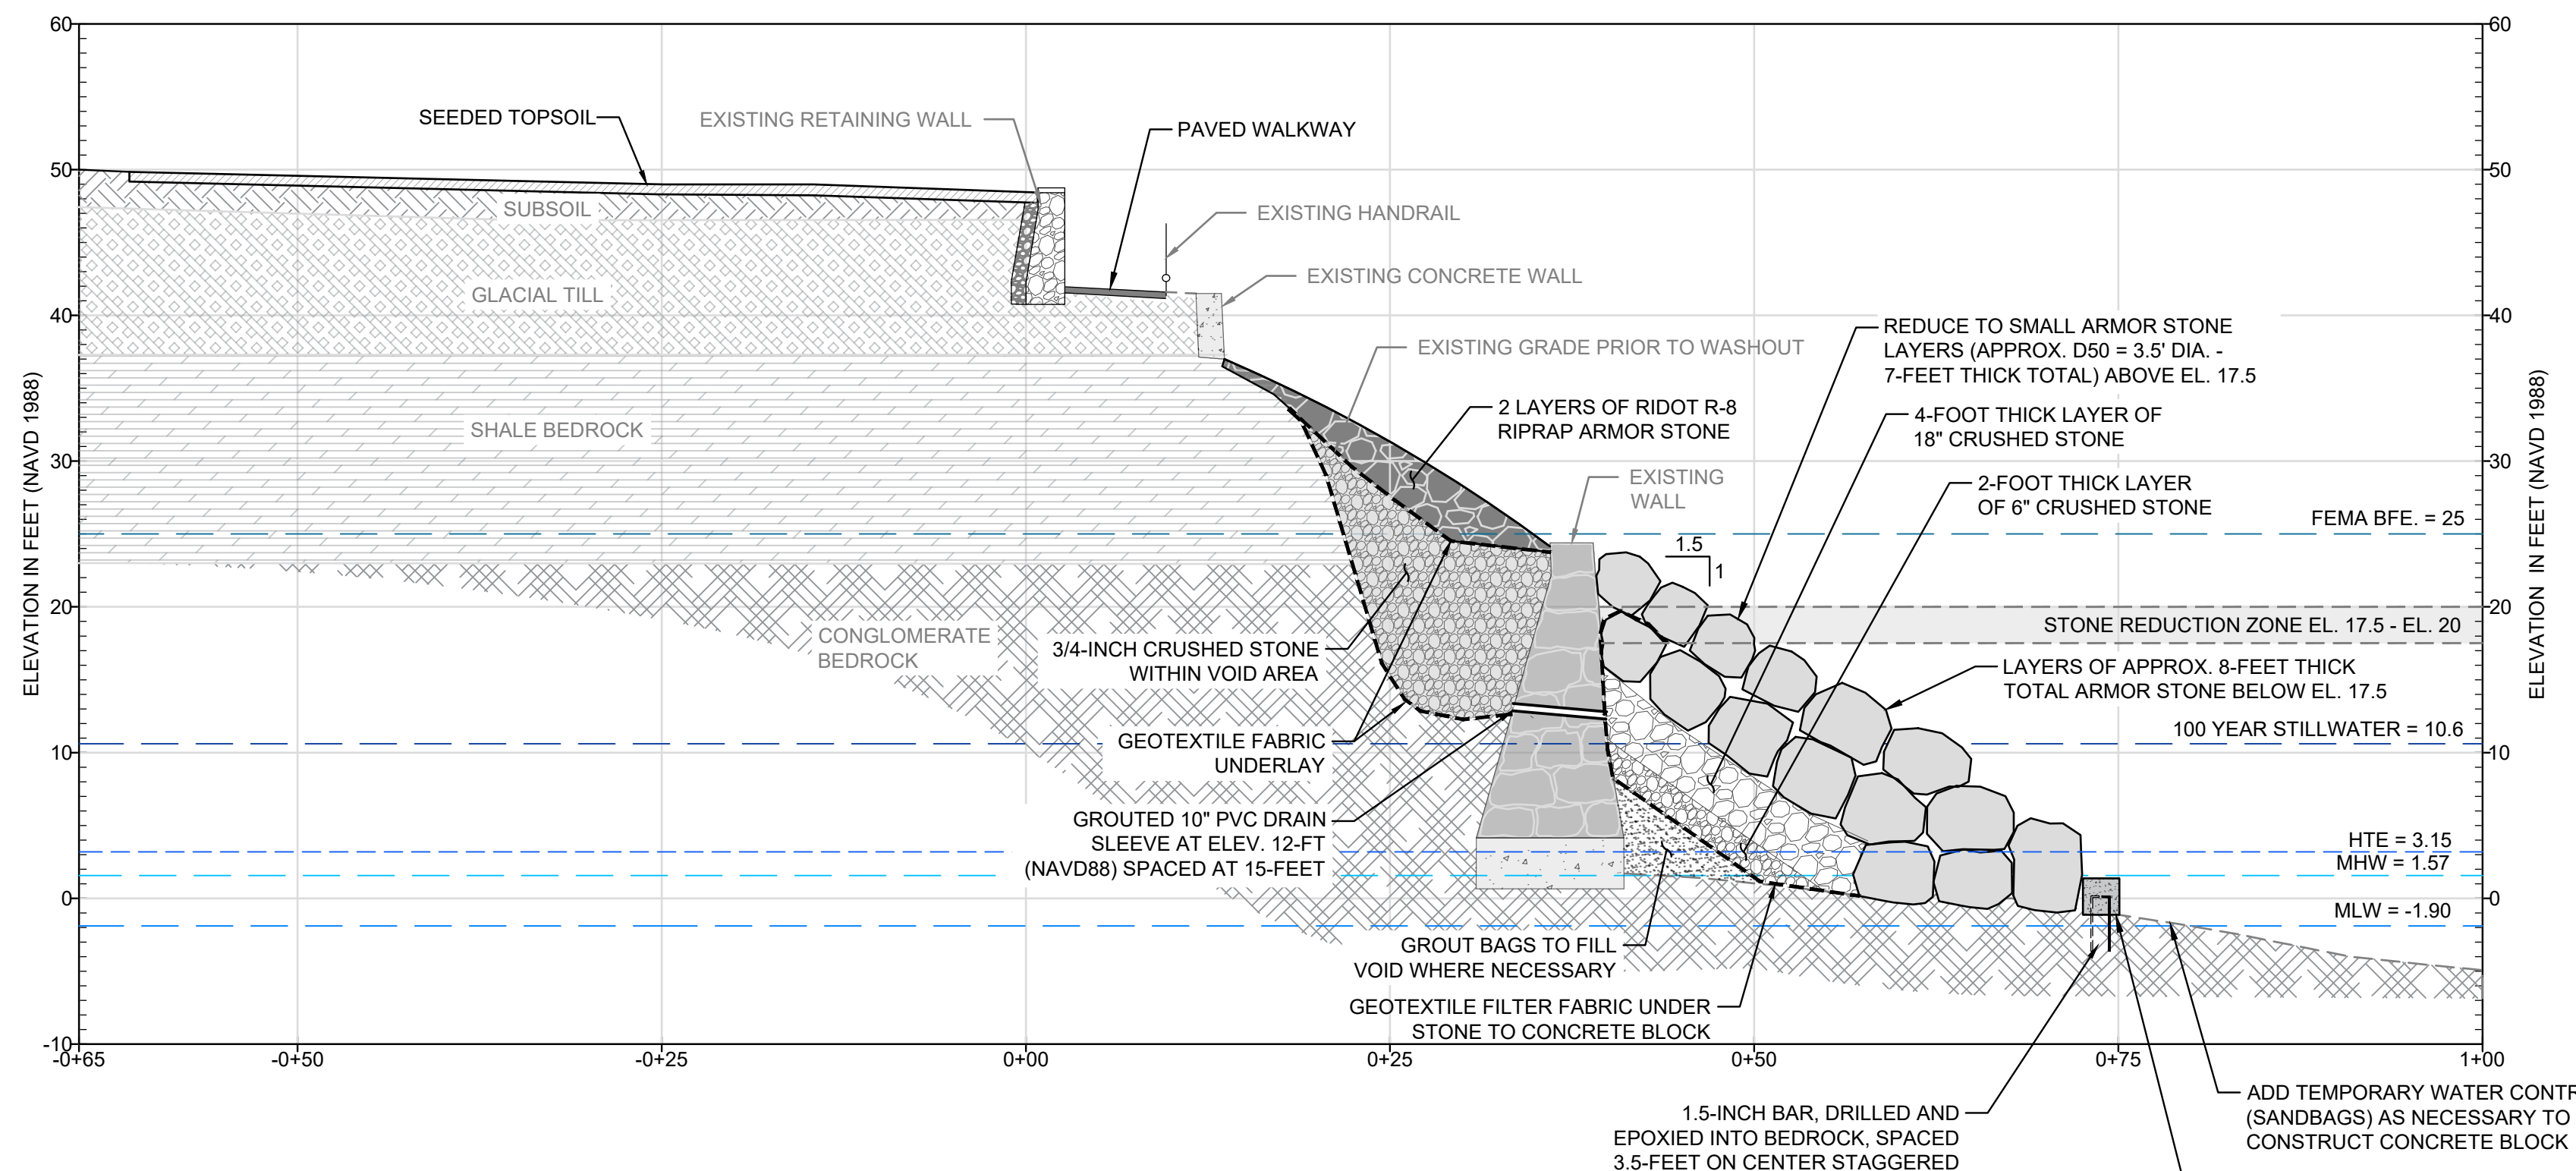 60
60
SEEDED TOPSOIL
EXISTING RETAINING WALL
PAVED WALKWAY
50
50
SUBSOIL
EXISTING HANDRAIL
GLACIAL TILL
EXISTING CONCRETE WALL
40
40
REDUCE TO SMALL ARMOR STONE
LAYERS (APPROX. D50 = 3.5' DIA. -
7-FEET THICK TOTAL) ABOVE EL. 17.5
EXISTING GRADE PRIOR TO WASHOUT
2 LAYERS OF RIDOT R-8
RIPRAP ARMOR STONE
4-FOOT THICK LAYER OF
18" CRUSHED STONE
SHALE BEDROCK
30
30
EXISTING
WALL
2-FOOT THICK LAYER
OF 6" CRUSHED STONE
FEMA BFE. = 25
1.5
1
ELEVATION IN FEET (NAVD 1988)
ELEVATION IN FEET (NAVD 1988)
20
20
STONE REDUCTION ZONE EL. 17.5 - EL. 20
CONGLOMERATE
BEDROCK
3/4-INCH CRUSHED STONE
WITHIN VOID AREA
LAYERS OF APPROX. 8-FEET THICK
TOTAL ARMOR STONE BELOW EL. 17.5
100 YEAR STILLWATER = 10.6
GEOTEXTILE FABRIC
UNDERLAY
10
10
GROUTED 10" PVC DRAIN
SLEEVE AT ELEV. 12-FT
(NAVD88) SPACED AT 15-FEET
HTE = 3.15
MHW = 1.57
0
0
MLW = -1.90
GROUT BAGS TO FILL
VOID WHERE NECESSARY
GEOTEXTILE FILTER FABRIC UNDER
STONE TO CONCRETE BLOCK
-10
-0+65
-0+50
-0+25
0+00
0+25
0+50
0+75
1+00
1.5-INCH BAR, DRILLED AND
EPOXIED INTO BEDROCK, SPACED
3.5-FEET ON CENTER STAGGERED
ADD TEMPORARY WATER
(SANDBAGS) AS NECESSARY TO
CONSTRUCT CONCRETE BLOCK